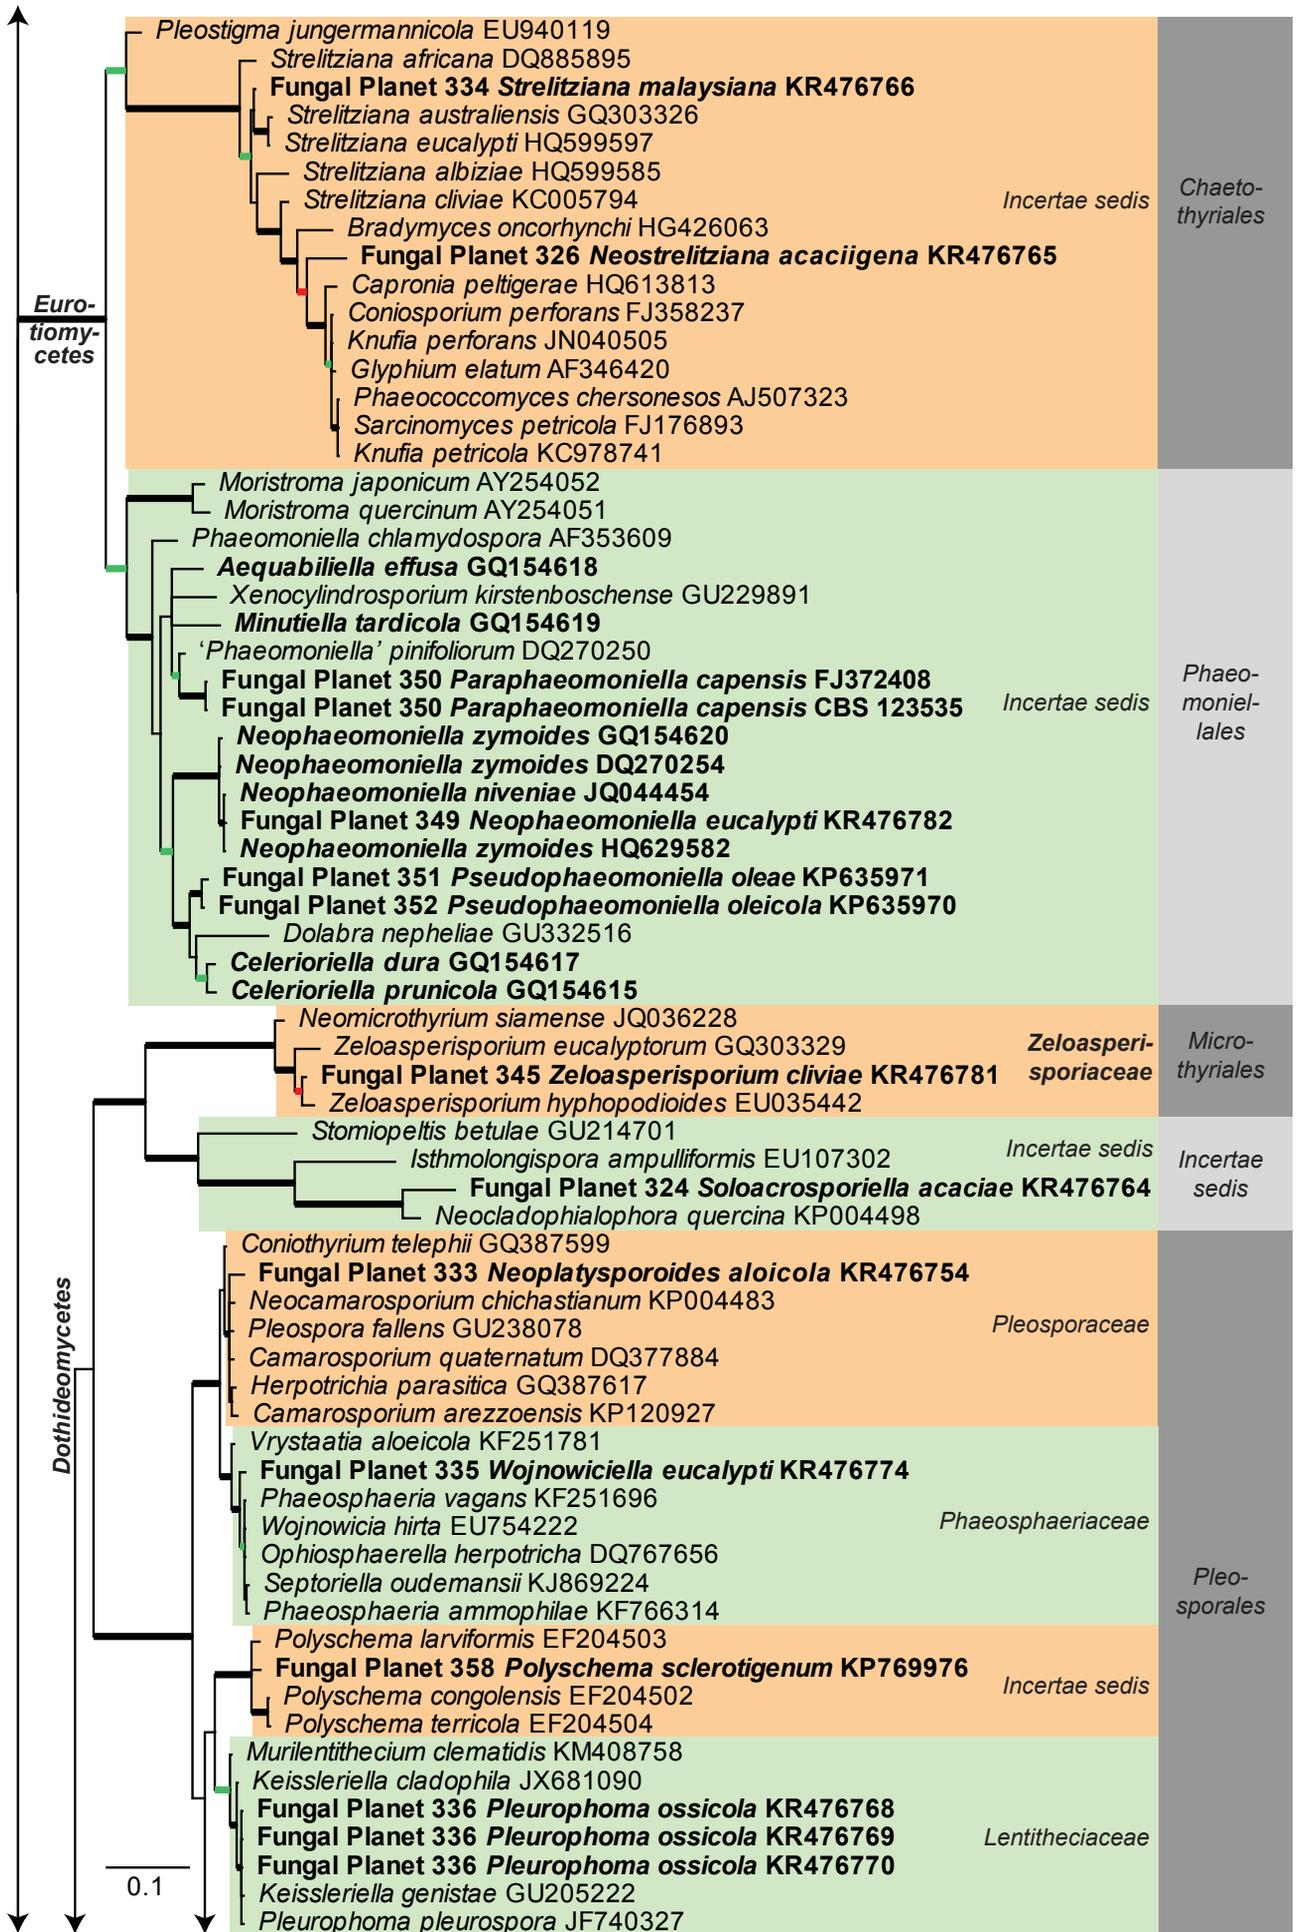 Pleostigma jungermannicola EU940119
Strelitziana africana DQ885895
Fungal Planet 334 Strelitziana malaysiana KR476766
Strelitziana australiensis GQ303326
Strelitziana eucalypti HQ599597
Strelitziana albiziae HQ599585
Strelitziana cliviae KC005794
Bradymyces oncorhynchi HG426063
Fungal Planet 326 Neostrelitziana acaciigena KR476765
Capronia peltigerae HQ613813
Coniosporium perforans FJ358237
Knufia perforans JN040505
Glyphium elatum AF346420
Phaeococcomyces chersonesos AJ507323
Sarcinomyces petricola FJ176893
Knufia petricola KC978741
Incertae sedis
Chaeto-
thyriales
Euro-
tiomy-
cetes
Moristroma japonicum AY254052
Moristroma quercinum AY254051
Phaeomoniella chlamydospora AF353609
Aequabiliella effusa GQ154618
Xenocylindrosporium kirstenboschense GU229891
Minutiella tardicola GQ154619
‘Phaeomoniella’ pinifoliorum DQ270250
Fungal Planet 350 Paraphaeomoniella capensis FJ372408
Fungal Planet 350 Paraphaeomoniella capensis CBS 123535
Neophaeomoniella zymoides GQ154620
Neophaeomoniella zymoides DQ270254
Neophaeomoniella niveniae JQ044454
Fungal Planet 349 Neophaeomoniella eucalypti KR476782
Neophaeomoniella zymoides HQ629582
Fungal Planet 351 Pseudophaeomoniella oleae KP635971
Fungal Planet 352 Pseudophaeomoniella oleicola KP635970
Dolabra nepheliae GU332516
Celerioriella dura GQ154617
Celerioriella prunicola GQ154615
Incertae sedis
Phaeo-
moniel-
lales
Neomicrothyrium siamense JQ036228
Zeloasperisporium eucalyptorum GQ303329
Fungal Planet 345 Zeloasperisporium cliviae KR476781
Zeloasperisporium hyphopodioides EU035442
Zeloasperi-
sporiaceae
Micro-
thyriales
Stomiopeltis betulae GU214701
Isthmolongispora ampulliformis EU107302
Fungal Planet 324 Soloacrosporiella acaciae KR476764
Neocladophialophora quercina KP004498
Incertae sedis
Incertae
sedis
Coniothyrium telephii GQ387599
Fungal Planet 333 Neoplatysporoides aloicola KR476754
Neocamarosporium chichastianum KP004483
Pleospora fallens GU238078
Camarosporium quaternatum DQ377884
Herpotrichia parasitica GQ387617
Camarosporium arezzoensis KP120927
Pleosporaceae
Dothideomycetes
Vrystaatia aloeicola KF251781
Fungal Planet 335 Wojnowiciella eucalypti KR476774
Phaeosphaeria vagans KF251696
Wojnowicia hirta EU754222
Ophiosphaerella herpotricha DQ767656
Septoriella oudemansii KJ869224
Phaeosphaeria ammophilae KF766314
Phaeosphaeriaceae
Pleo-
sporales
Polyschema larviformis EF204503
Fungal Planet 358 Polyschema sclerotigenum KP769976
Polyschema congolensis EF204502
Polyschema terricola EF204504
Incertae sedis
Murilentithecium clematidis KM408758
Keissleriella cladophila JX681090
Fungal Planet 336 Pleurophoma ossicola KR476768
Fungal Planet 336 Pleurophoma ossicola KR476769
Fungal Planet 336 Pleurophoma ossicola KR476770
Keissleriella genistae GU205222
Pleurophoma pleurospora JF740327
Lentitheciaceae
0.1